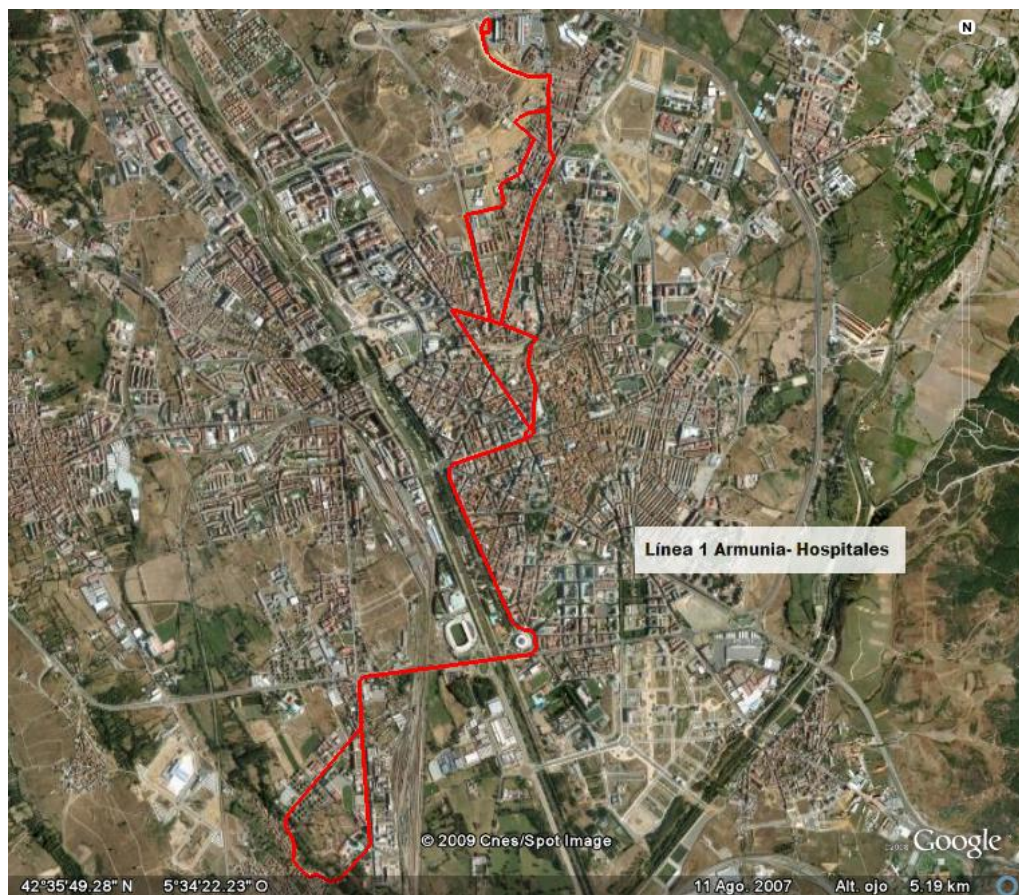 N
Línea 1 Armunia- Hospitales
© 2009 Cnes/Spot Image
©2008 Google
42°35'49.28" N 5°34'22.23" O 11 Ago. 2007 Alt. ojo 5.19 km